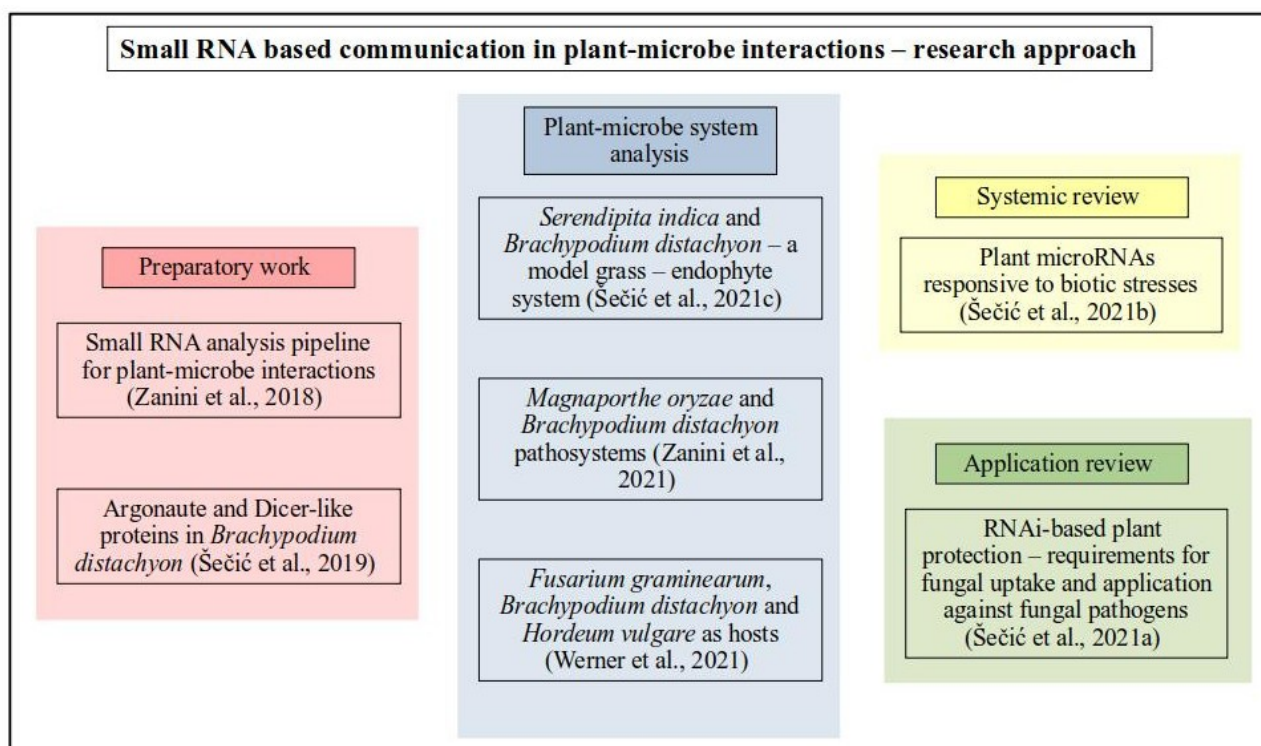 Small RNA based communication in plant-microbe interactions – research approach
Preparatory work
Small RNA analysis pipeline
for plant-microbe interactions
(Zanini et al., 2018)
Argonaute and Dicer-like
proteins in Brachypodium
distachyon (Šečić et al., 2019)
Plant-microbe system
analysis
Serendipita indica and
Brachypodium distachyon – a
model grass – endophyte
system (Šečić et al., 2021c)
Magnaporthe oryzae and
Brachypodium distachyon
pathosystems (Zanini et al.,
2021)
Fusarium graminearum,
Brachypodium distachyon and
Hordeum vulgare as hosts
(Werner et al., 2021)
Systemic review
Plant microRNAs
responsive to biotic stresses
(Šečić et al., 2021b)
Application review
RNAi-based plant
protection – requirements for
fungal uptake and application
against fungal pathogens
(Šečić et al., 2021a)